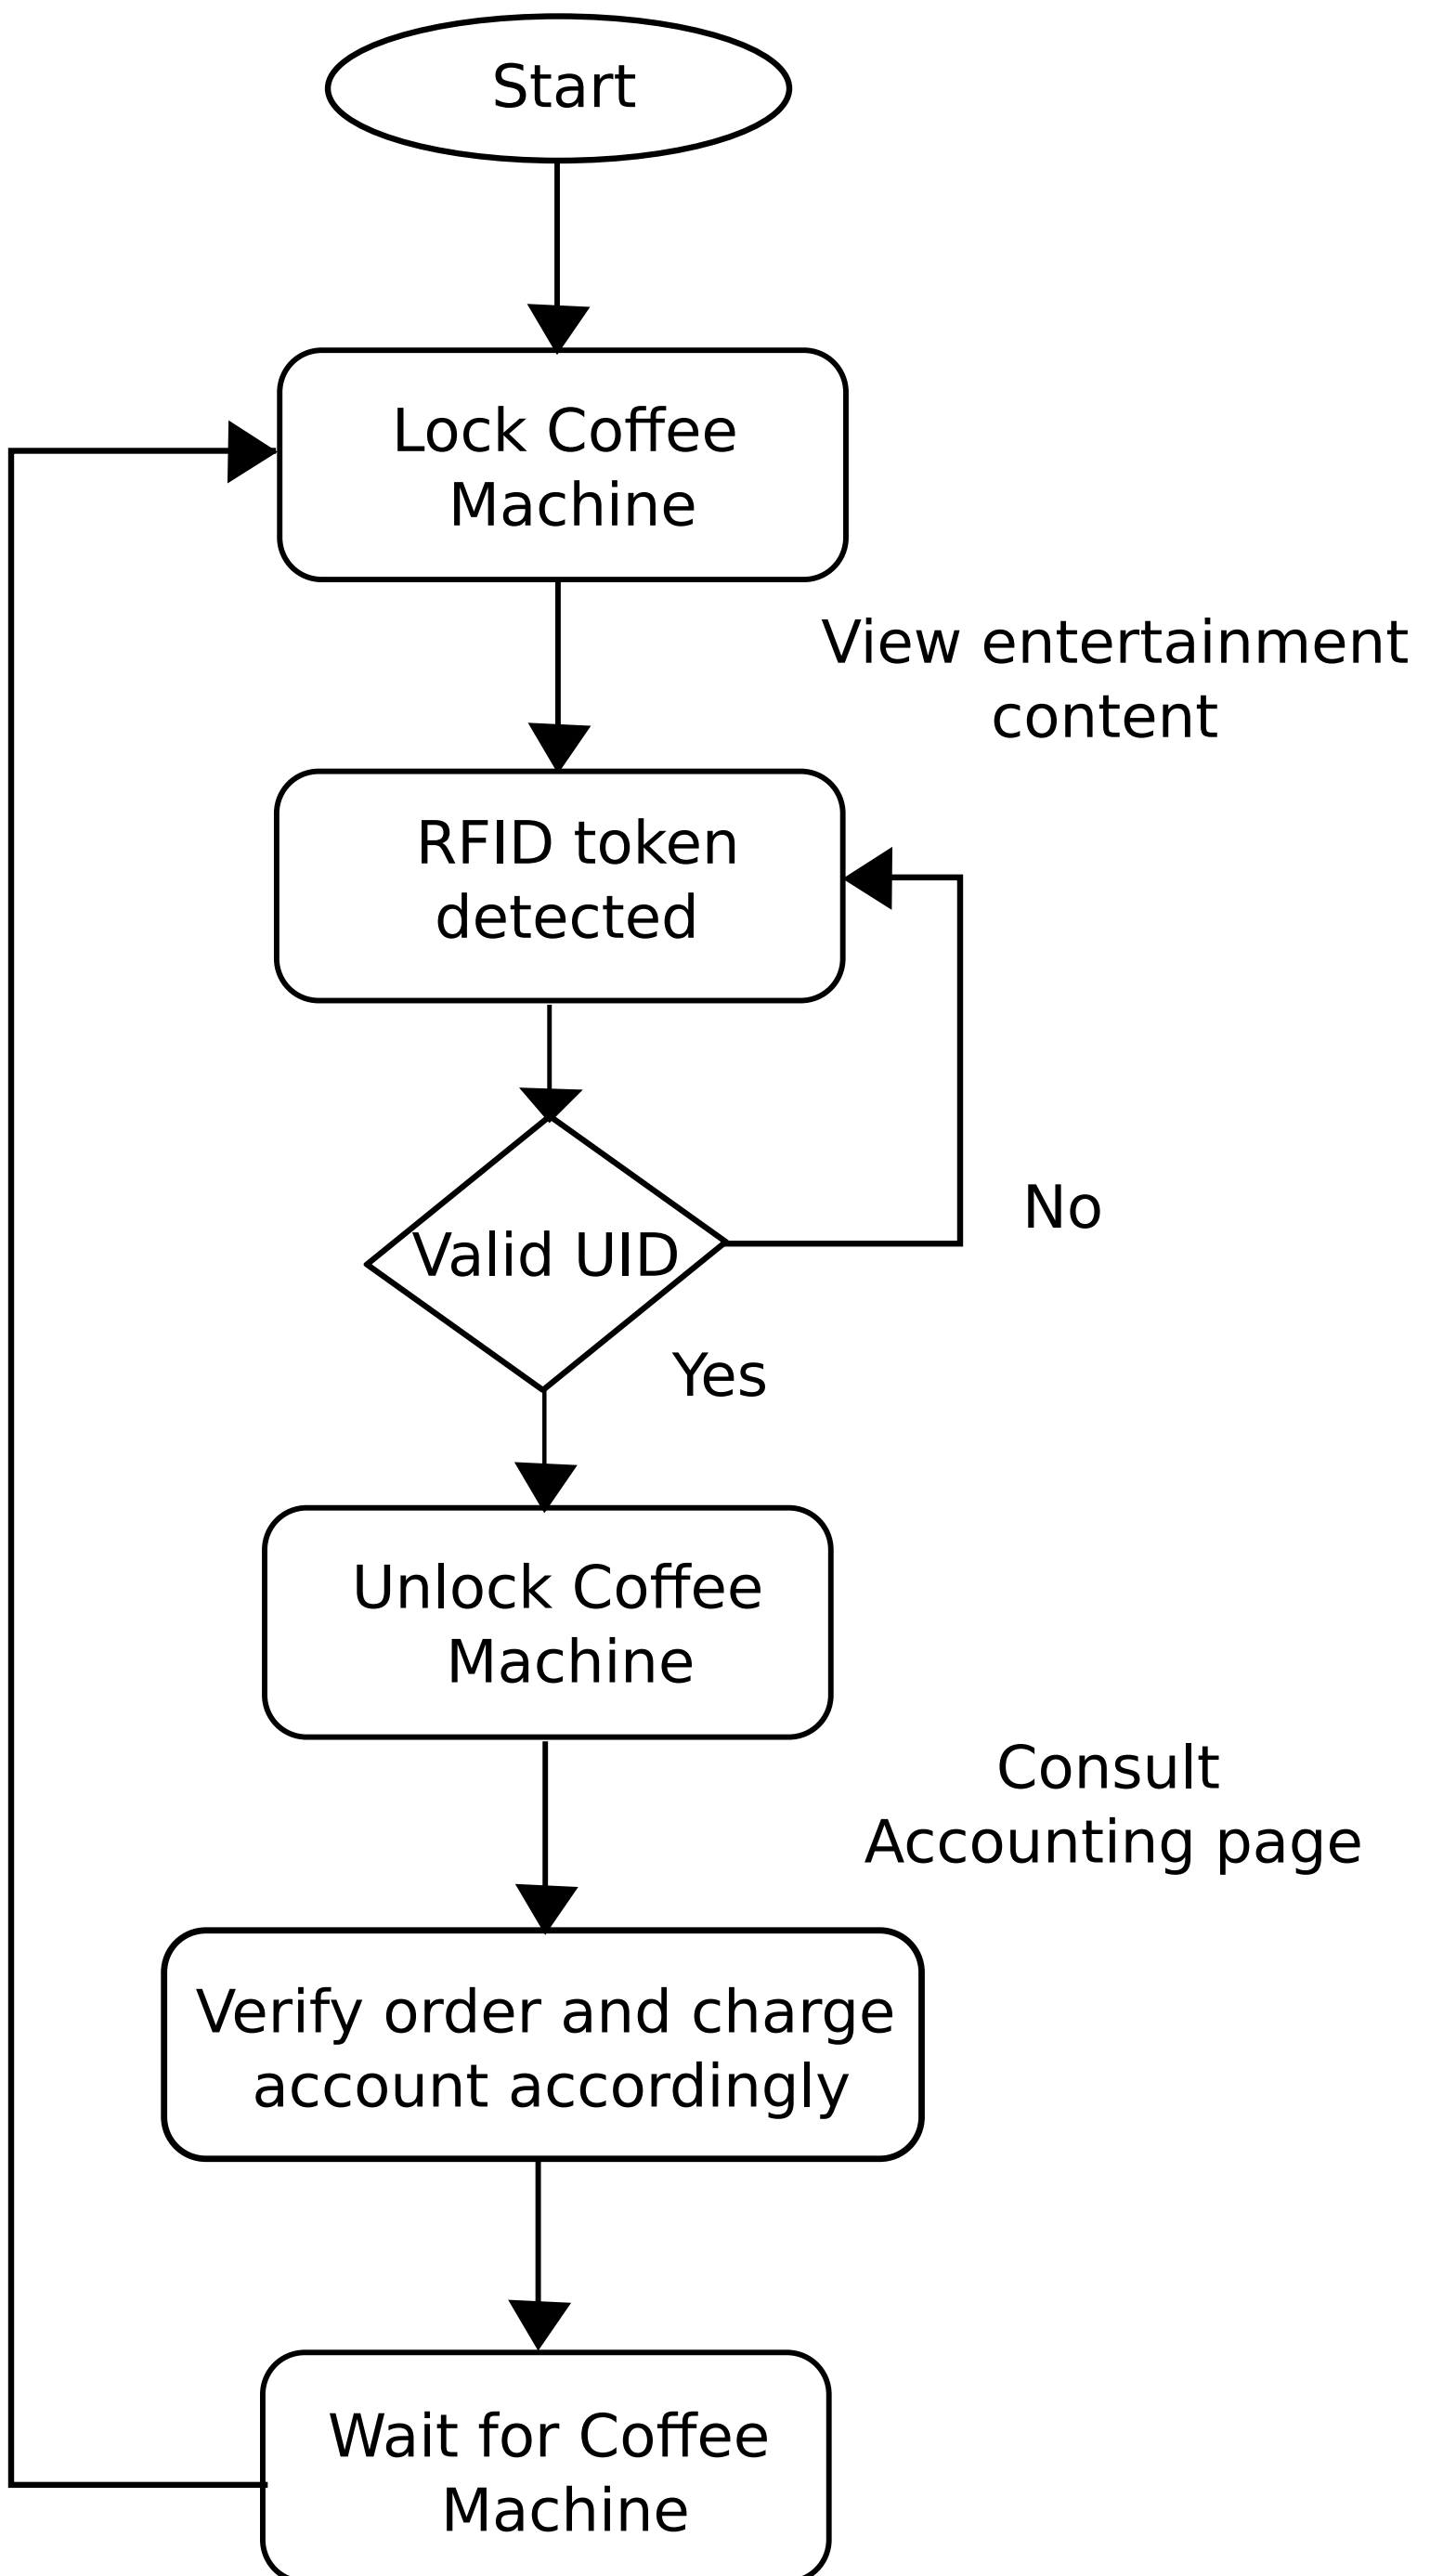 Start
Lock Coffee
Machine
View entertainment
content
RFID token
detected
Valid UID
No
Yes
Unlock Coffee
Machine
Consult
Accounting page
Verify order and charge
account accordingly
Wait for Coffee
Machine